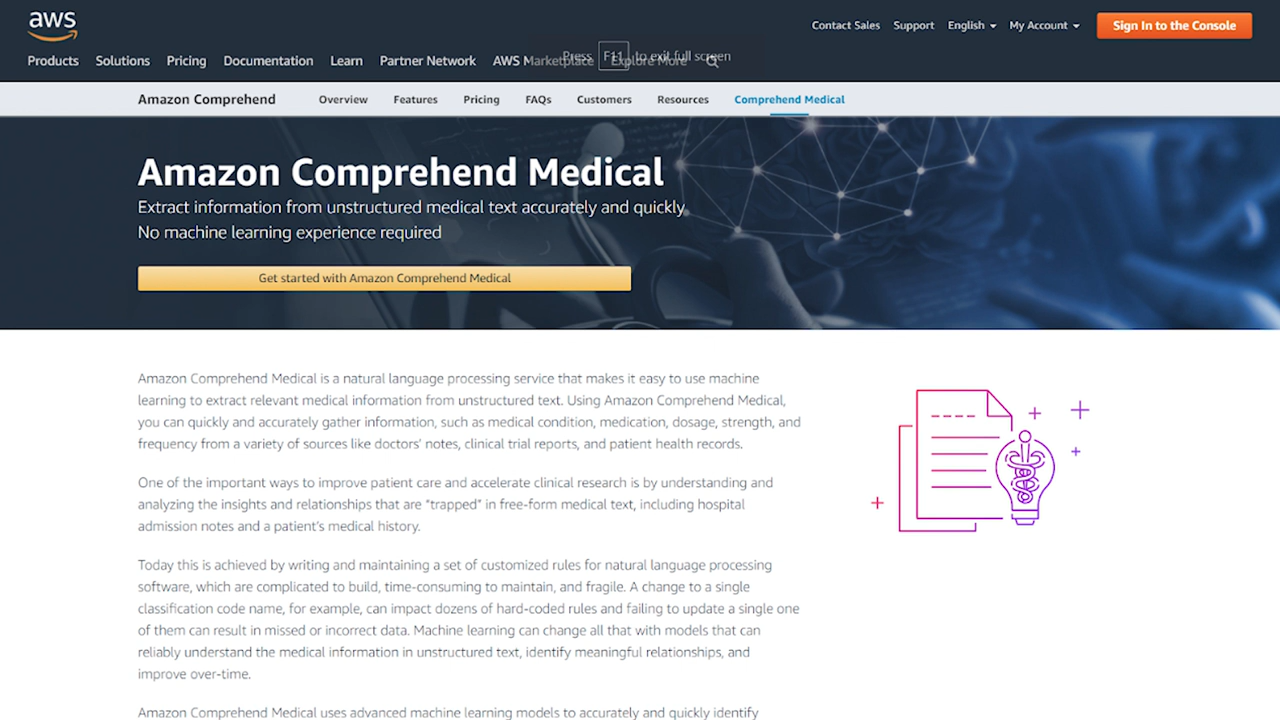 aws
Contact Sales Support English My Account Sign In to the Console
Products Solutions Pricing Documentation Learn Partner Network AWS Marketplace Explore More
Press F11 to exit full screen
Amazon Comprehend Overview Features Pricing FAQs Customers Resources Comprehend Medical
Amazon Comprehend Medical
Extract information from unstructured medical text accurately and quickly
No machine learning experience required
Get started with Amazon Comprehend Medical
Amazon Comprehend Medical is a natural language processing service that makes it easy to use machine
learning to extract relevant medical information from unstructured text. Using Amazon Comprehend Medical,
you can quickly and accurately gather information, such as medical condition, medication, dosage, strength, and
frequency from a variety of sources like doctors' notes, clinical trial reports, and patient health records.
One of the important ways to improve patient care and accelerate clinical research is by understanding and
analyzing the insights and relationships that are "trapped" in free-form medical text, including hospital
admission notes and a patient's medical history.
Today this is achieved by writing and maintaining a set of customized rules for natural language processing
software, which are complicated to build, time-consuming to maintain, and fragile. A change to a single
classification code name, for example, can impact dozens of hard-coded rules and failing to update a single one
of them can result in missed or incorrect data. Machine learning can change all that with models that can
reliably understand the medical information in unstructured text, identify meaningful relationships, and
improve over-time.
Amazon Comprehend Medical uses advanced machine learning models to accurately and quickly identify